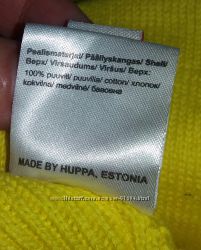 Pealismaterjal/ Päällyskangas/ Shell/
Верх/ Virsaudums/ Viršus/ Верх:
100% puuvill/ puuvilla/ cotton/ хлопок/
kokvilna/ medvilnė/ бавовна
MADE BY HUPPA, ESTONIA